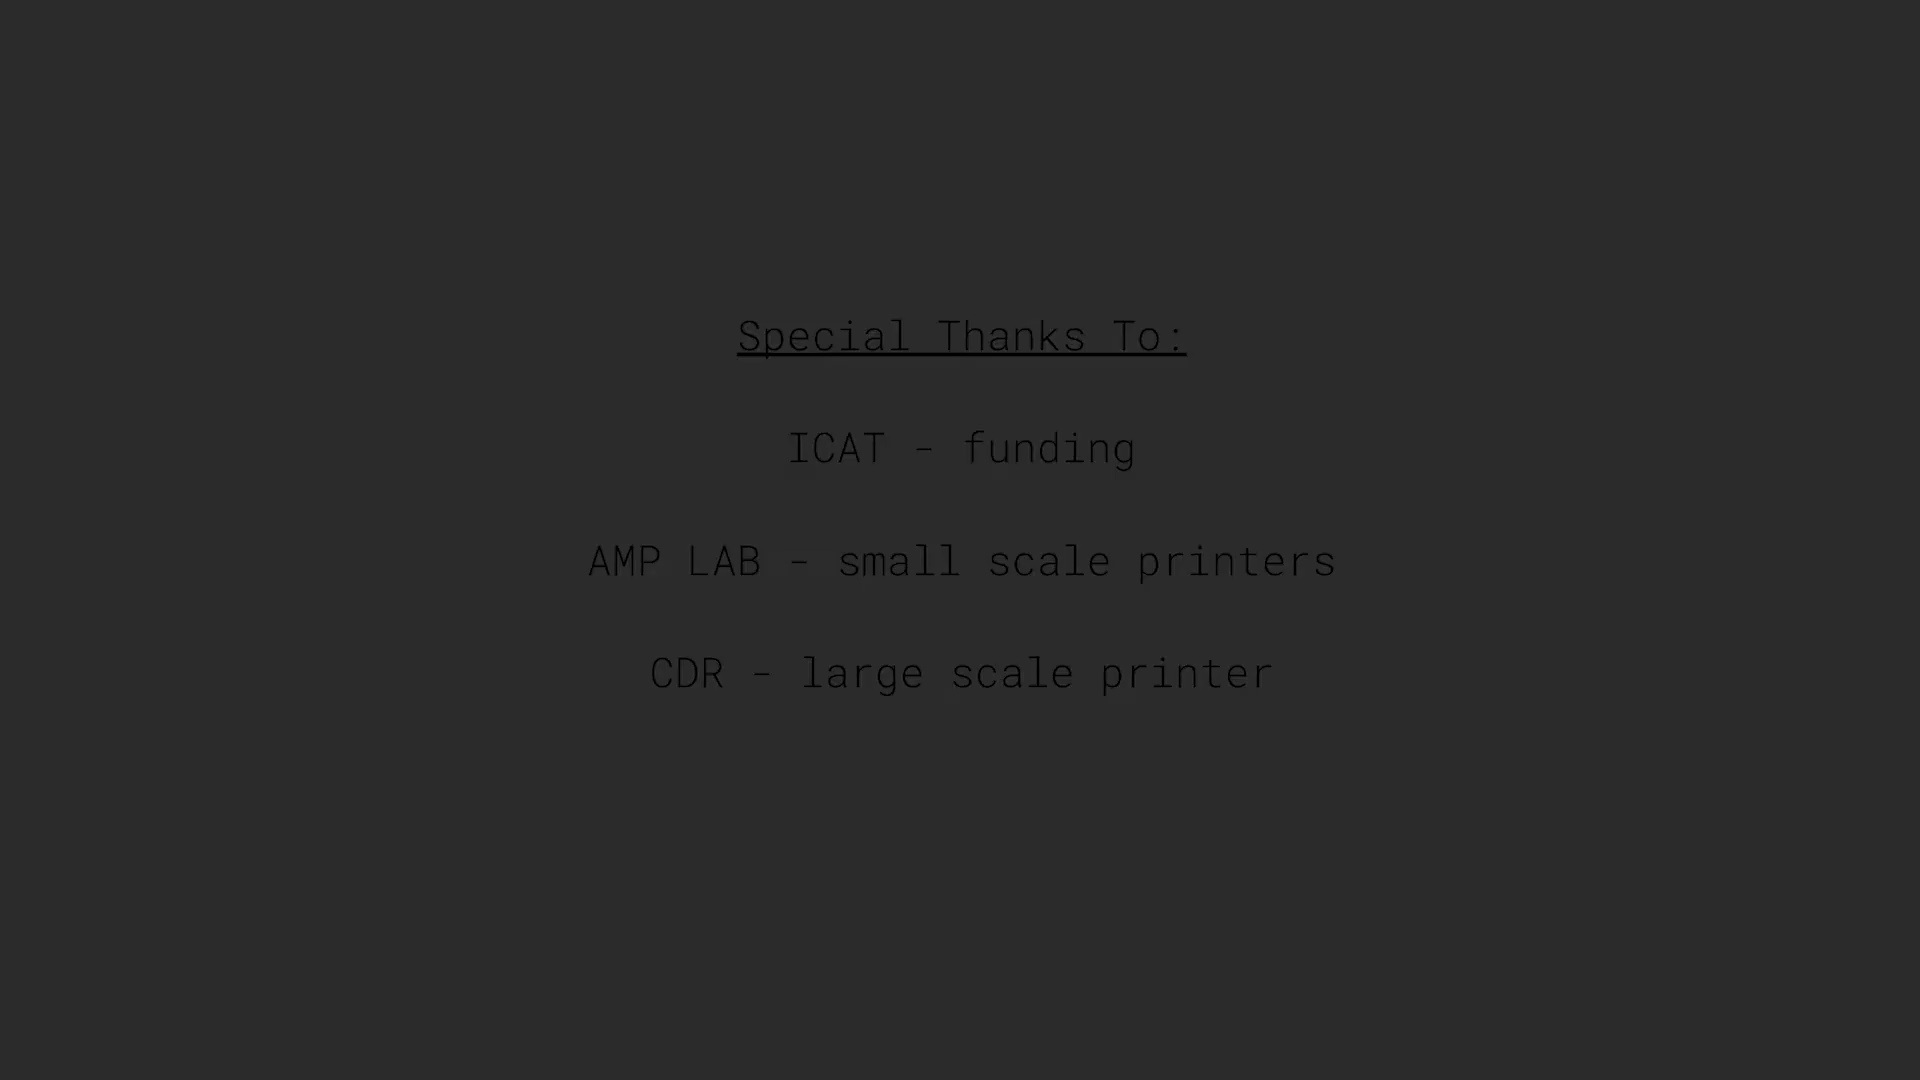 Special Thanks To:
ICAT - funding
AMP LAB - small scale printers
CDR - large scale printer